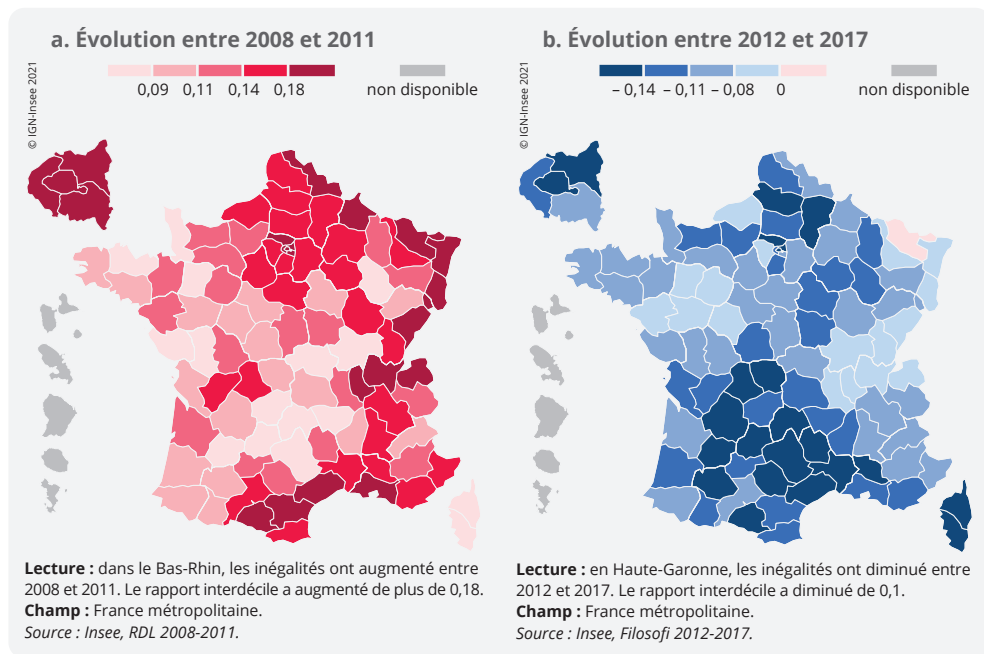 a. Évolution entre 2008 et 2011
0,09 0,11 0,14 0,18 non disponible
© IGN-Insee 2021
Lecture : dans le Bas-Rhin, les inégalités ont augmenté entre
2008 et 2011. Le rapport interdécile a augmenté de plus de 0,18.
Champ : France métropolitaine.
Source : Insee, RDL 2008-2011.
b. Évolution entre 2012 et 2017
– 0,14 – 0,11 – 0,08 0 non disponible
© IGN-Insee 2021
Lecture : en Haute-Garonne, les inégalités ont diminué entre
2012 et 2017. Le rapport interdécile a diminué de 0,1.
Champ : France métropolitaine.
Source : Insee, Filosofi 2012-2017.